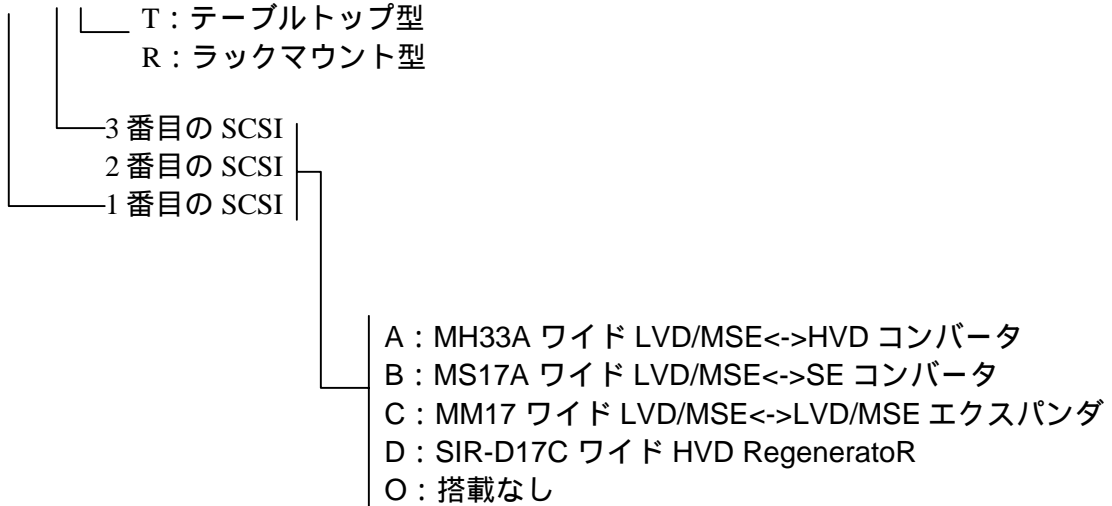 T：テーブルトップ型
R：ラックマウント型
3 番目の SCSI
2 番目の SCSI
1 番目の SCSI
A：MH33A ワイド LVD/MSE<->HVD コンバータ
B：MS17A ワイド LVD/MSE<->SE コンバータ
C：MM17 ワイド LVD/MSE<->LVD/MSE エクスパンダ
D：SIR-D17C ワイド HVD RegeneratoR
O：搭載なし